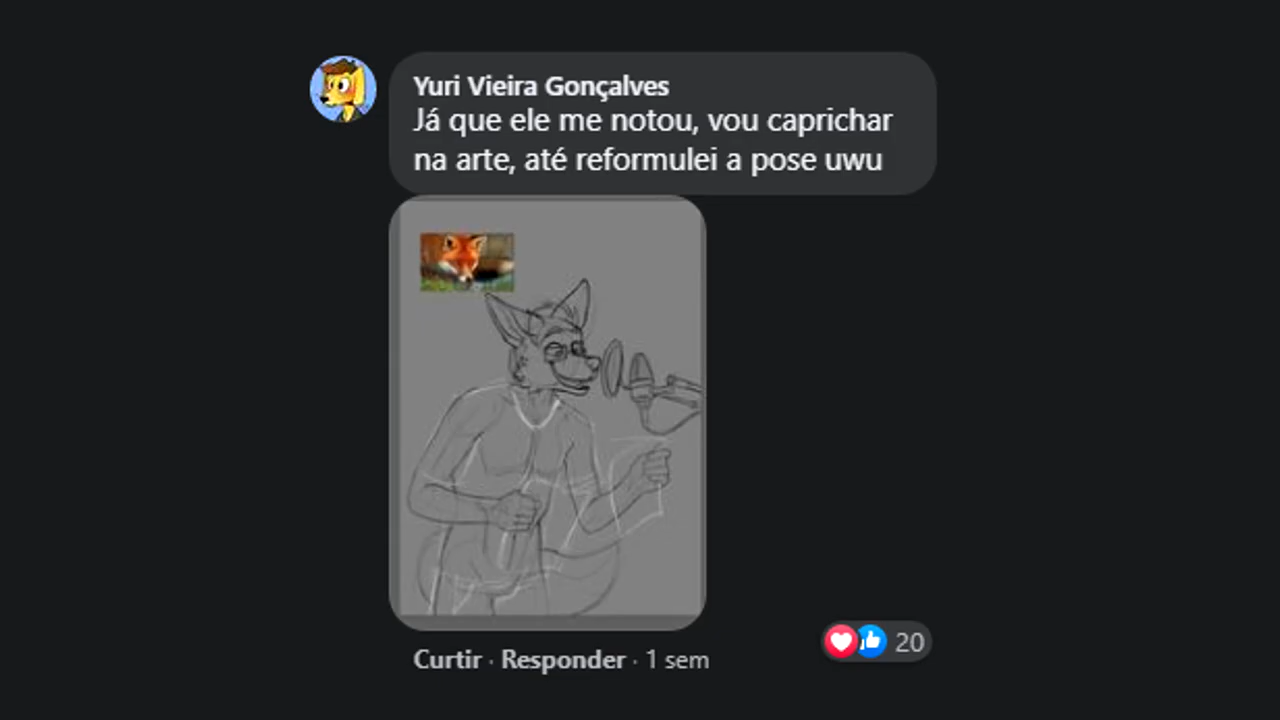 Yuri Vieira Gonçalves
Já que ele me notou, vou caprichar
na arte, até reformulei a pose uwu
Curtir · Responder · 1 sem
20